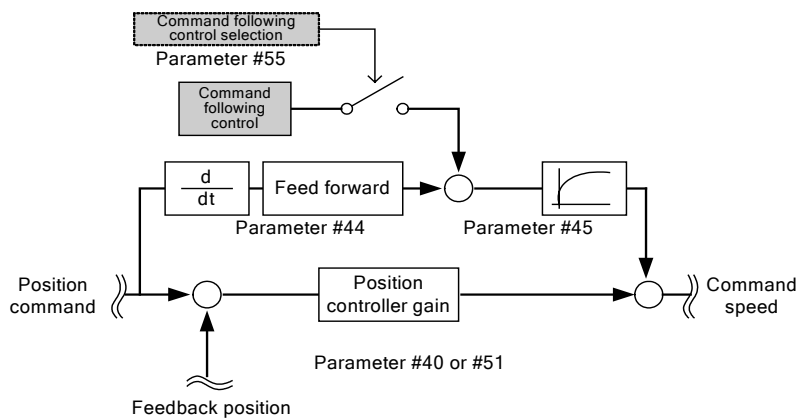 Command following
control selection
Parameter #55
Command
following
control
d
dt
Feed forward
Parameter #44
Parameter #45
Position
command
Position
controller gain
Command
speed
Parameter #40 or #51
Feedback position